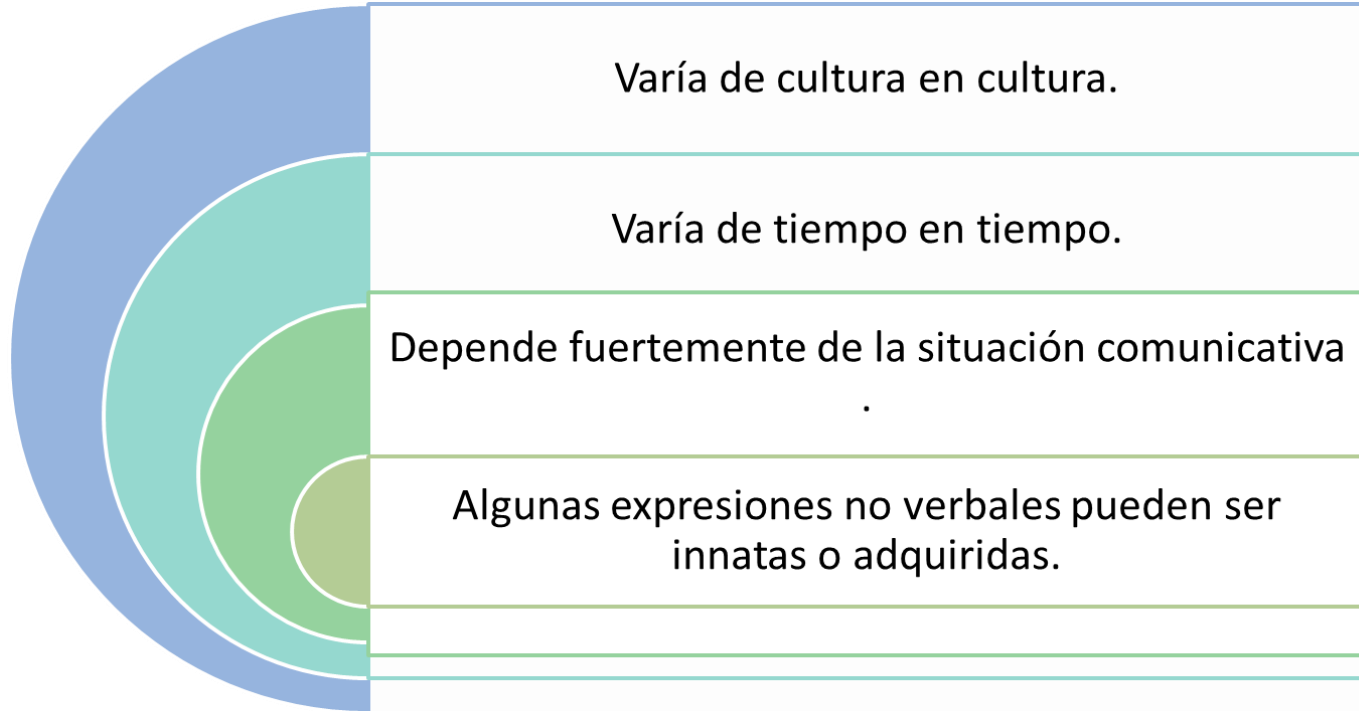 Varía de cultura en cultura.
Varía de tiempo en tiempo.
Depende fuertemente de la situación comunicativa
.
Algunas expresiones no verbales pueden ser
innatas o adquiridas.